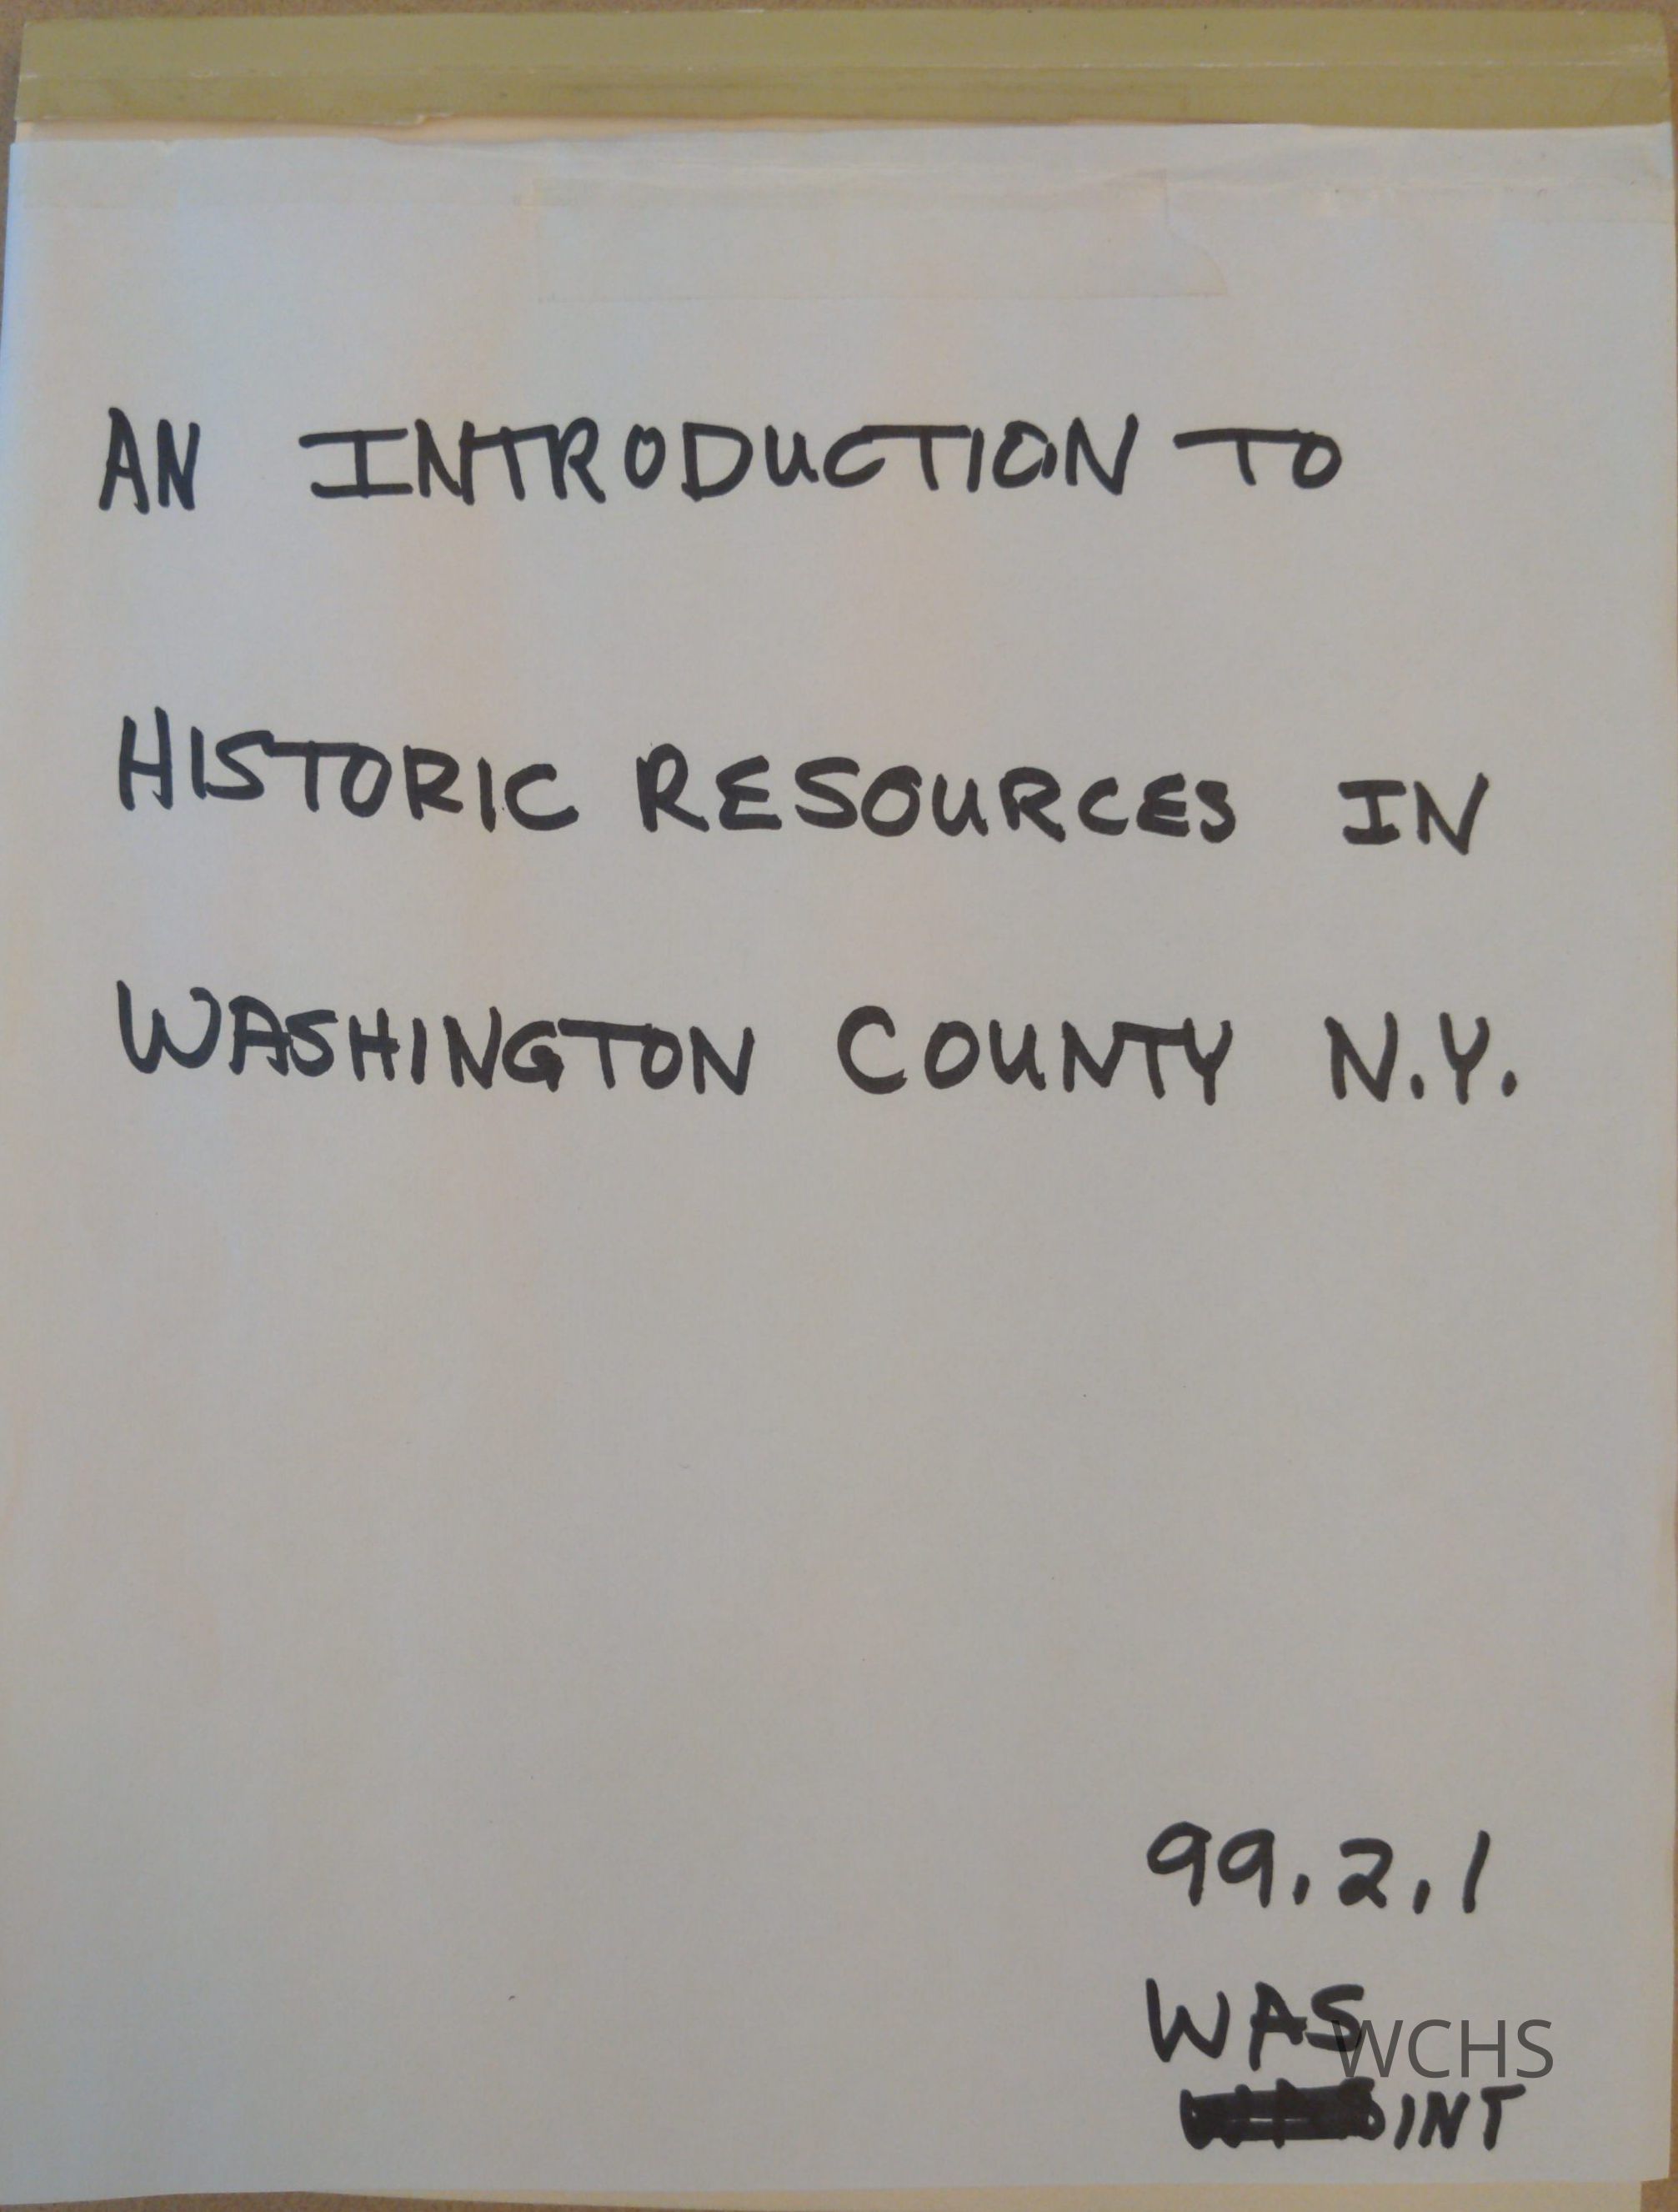 AN INTRODUCTION TO
HISTORIC RESOURCES IN
WASHINGTON COUNTY N.Y.
99.2.1
WAS
WCHS
INT